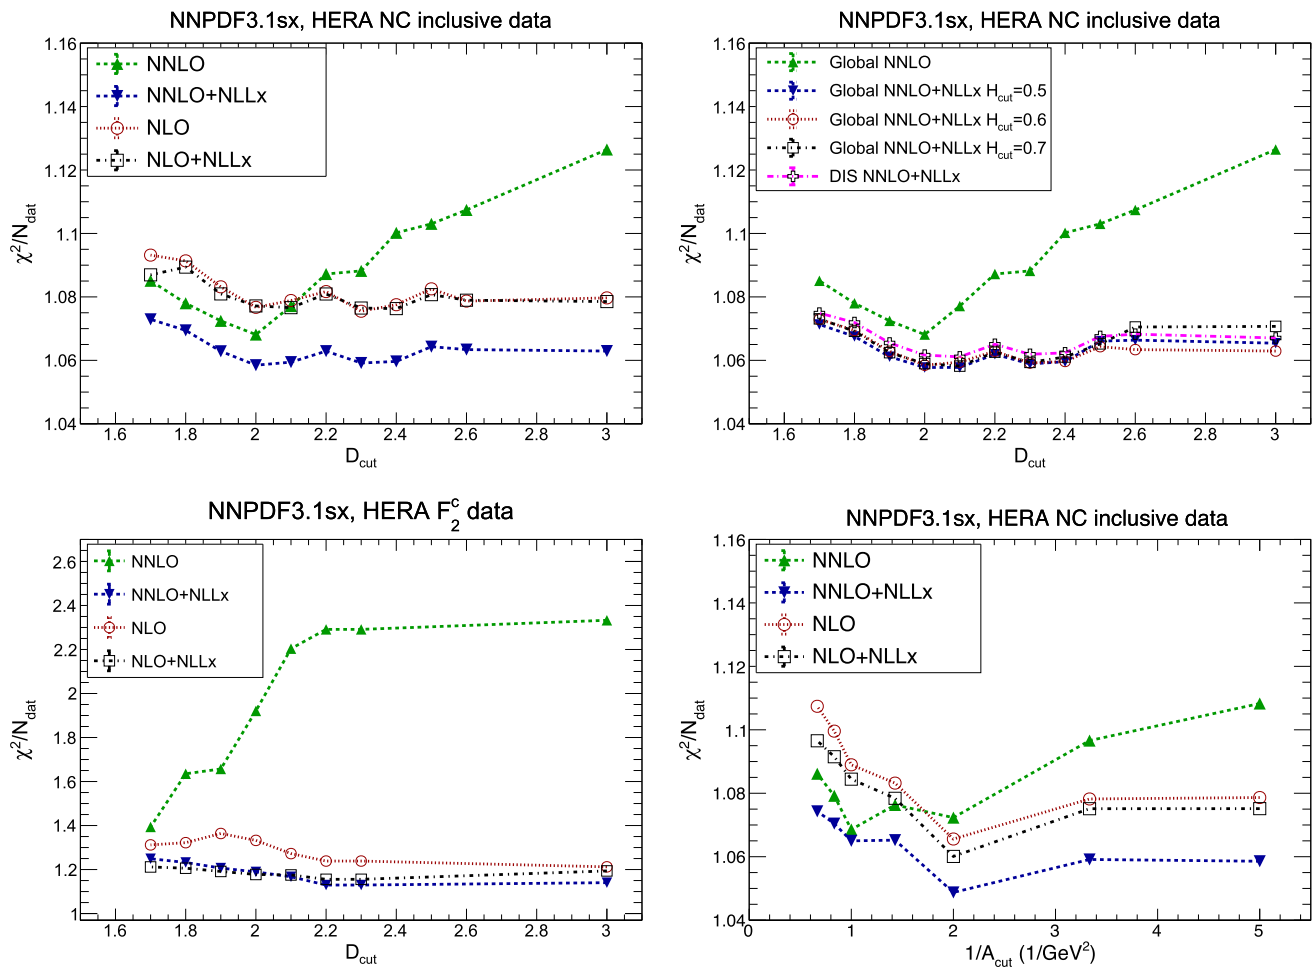 NNPDF3.1sx, HERA NC inclusive data
1.16
1.14
1.12
1.1
1.08
1.06
1.04
χ²/N_dat
NNLO
NNLO+NLLx
NLO
NLO+NLLx
1.6 1.8 2 2.2 2.4 2.6 2.8 3
D_cut
NNPDF3.1sx, HERA NC inclusive data
1.16
1.14
1.12
1.1
1.08
1.06
1.04
χ²/N_dat
Global NNLO
Global NNLO+NLLx H_cut=0.5
Global NNLO+NLLx H_cut=0.6
Global NNLO+NLLx H_cut=0.7
DIS NNLO+NLLx
1.6 1.8 2 2.2 2.4 2.6 2.8 3
D_cut
NNPDF3.1sx, HERA F_2^c data
2.6
2.4
2.2
2
1.8
1.6
1.4
1.2
1
χ²/N_dat
NNLO
NNLO+NLLx
NLO
NLO+NLLx
1.6 1.8 2 2.2 2.4 2.6 2.8 3
D_cut
NNPDF3.1sx, HERA NC inclusive data
1.16
1.14
1.12
1.1
1.08
1.06
1.04
χ²/N_dat
NNLO
NNLO+NLLx
NLO
NLO+NLLx
0 1 2 3 4 5
1/A_cut (1/GeV²)